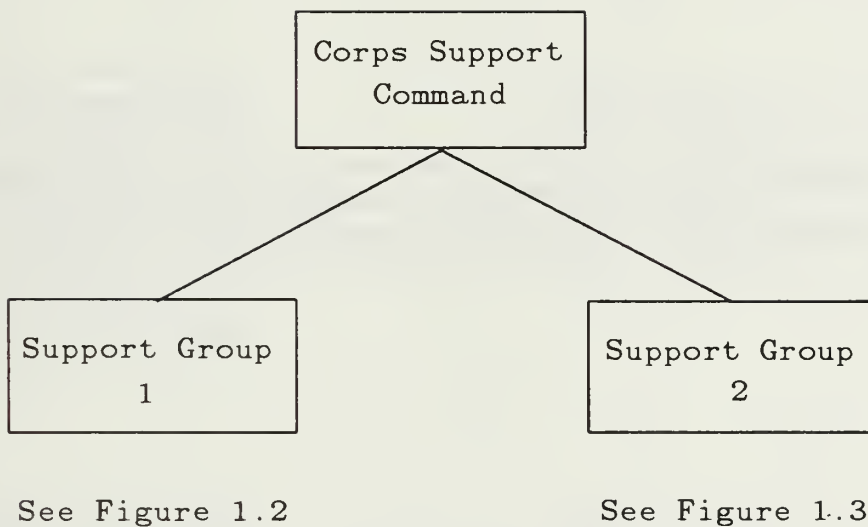 Corps Support
Command
Support Group
1
Support Group
2
See Figure 1.2
See Figure 1.3